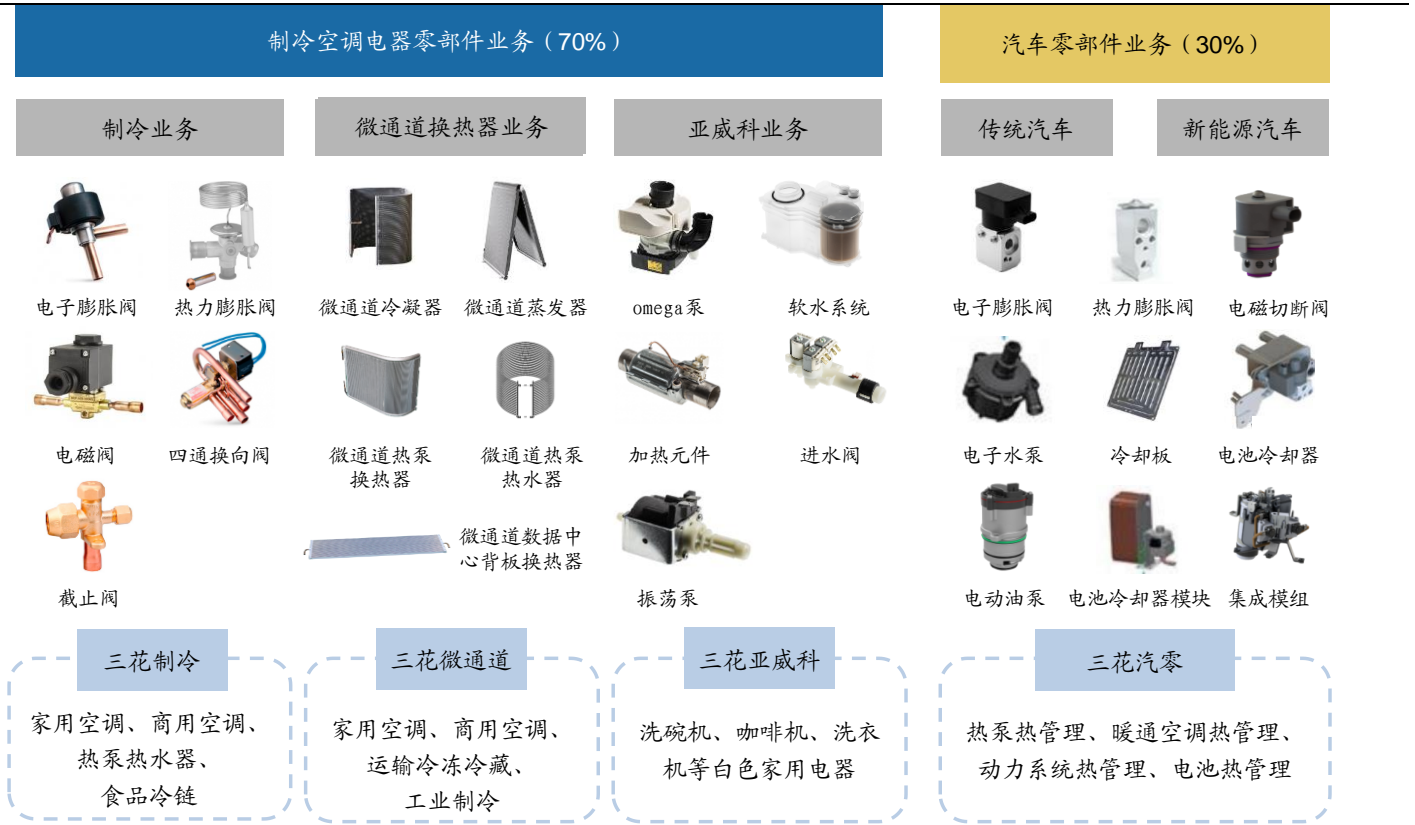 制冷空调电器零部件业务（70%）
汽车零部件业务（30%）
制冷业务
微通道换热器业务
亚威科业务
传统汽车
新能源汽车
电子膨胀阀
热力膨胀阀
微通道冷凝器
微通道蒸发器
omega泵
软水系统
电子膨胀阀
热力膨胀阀
电磁切断阀
电磁阀
四通换向阀
微通道热泵
换热器
微通道热泵
热水器
加热元件
进水阀
电子水泵
冷却板
电池冷却器
微通道数据中
心背板换热器
截止阀
振荡泵
电动油泵
电池冷却器模块
集成模组
三花制冷
家用空调、商用空调、
热泵热水器、
食品冷链
三花微通道
家用空调、商用空调、
运输冷冻冷藏、
工业制冷
三花亚威科
洗碗机、咖啡机、洗衣
机等白色家用电器
三花汽零
热泵热管理、暖通空调热管理、
动力系统热管理、电池热管理